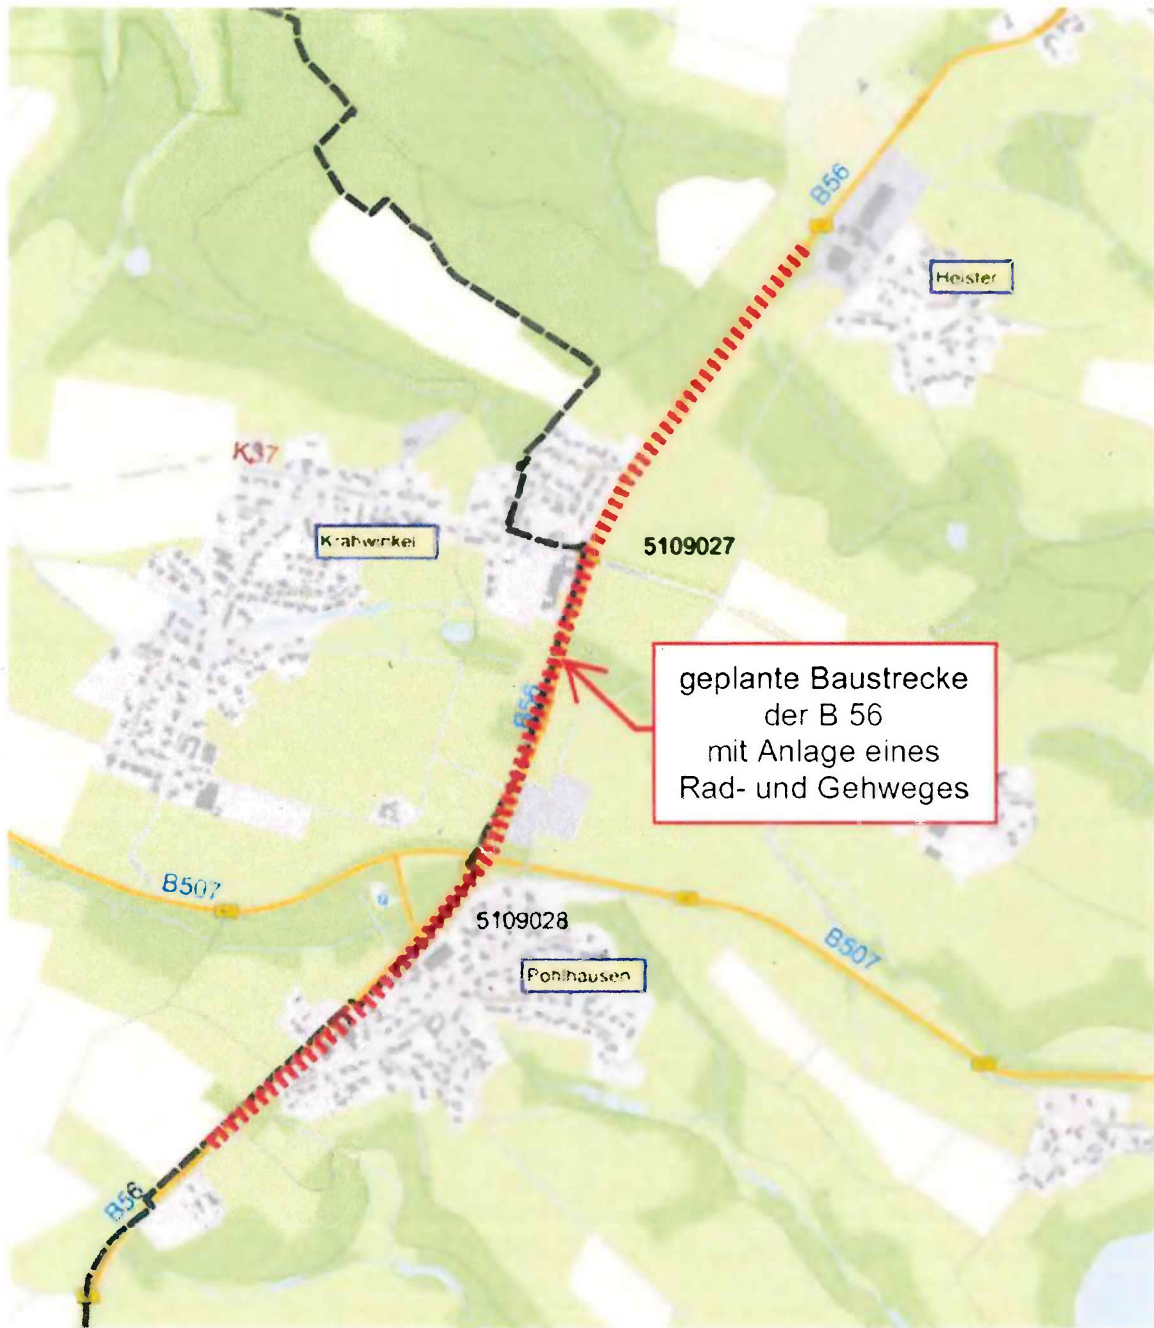 B56
Heister
K37
Krahwinkel
5109027
geplante Baustrecke
der B 56
mit Anlage eines
Rad- und Gehweges
B56
B507
5109028
B507
Pohlhausen
B56